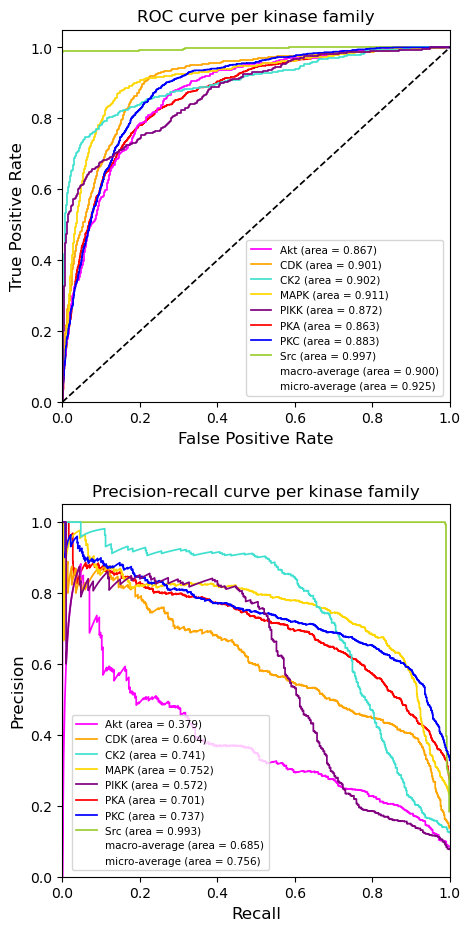 ROC curve per kinase family
1.0
0.8
0.6
0.4
0.2
0.0
True Positive Rate
Akt (area = 0.867)
CDK (area = 0.901)
CK2 (area = 0.902)
MAPK (area = 0.911)
PIKK (area = 0.872)
PKA (area = 0.863)
PKC (area = 0.883)
Src (area = 0.997)
macro-average (area = 0.900)
micro-average (area = 0.925)
0.0 0.2 0.4 0.6 0.8 1.0
False Positive Rate
Precision-recall curve per kinase family
1.0
0.8
0.6
0.4
0.2
0.0
Precision
Akt (area = 0.379)
CDK (area = 0.604)
CK2 (area = 0.741)
MAPK (area = 0.752)
PIKK (area = 0.572)
PKA (area = 0.701)
PKC (area = 0.737)
Src (area = 0.993)
macro-average (area = 0.685)
micro-average (area = 0.756)
0.0 0.2 0.4 0.6 0.8 1.0
Recall